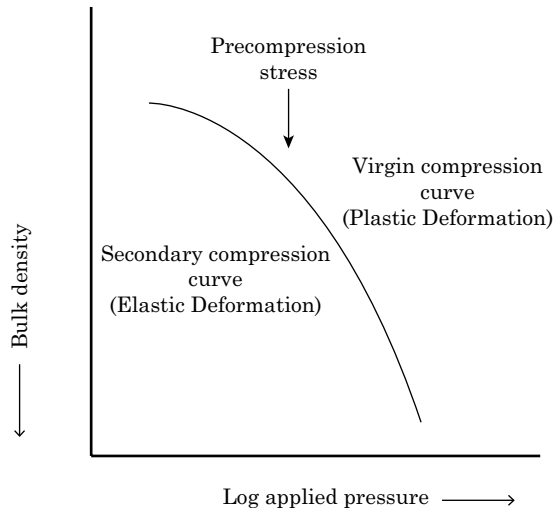 Precompression
stress
Virgin compression
curve
(Plastic Deformation)
Secondary compression
curve
(Elastic Deformation)
Bulk density
Log applied pressure